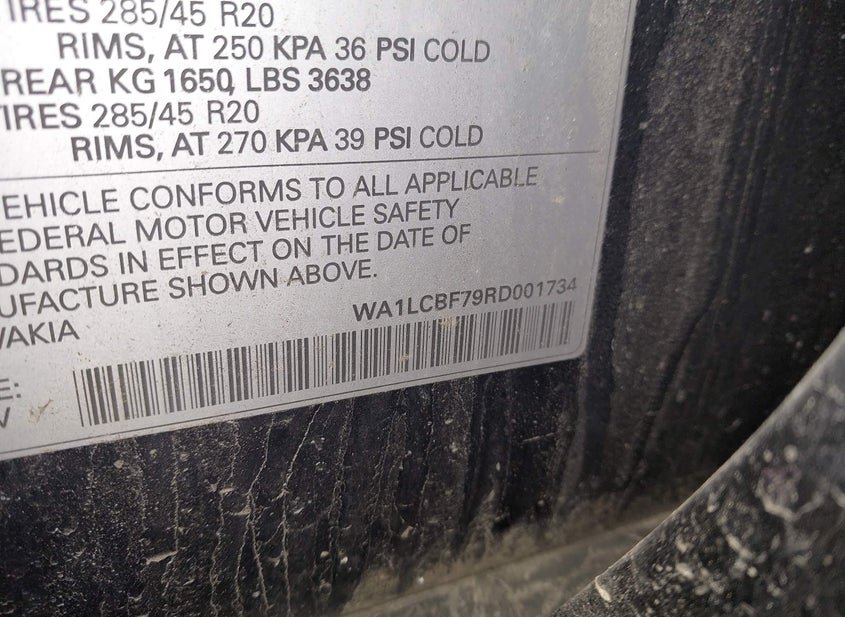 IRES 285/45 R20
RIMS, AT 250 KPA 36 PSI COLD
REAR KG 1650, LBS 3638
IRES 285/45 R20
RIMS, AT 270 KPA 39 PSI COLD
EHICLE CONFORMS TO ALL APPLICABLE
EDERAL MOTOR VEHICLE SAFETY
DARDS IN EFFECT ON THE DATE OF
UFACTURE SHOWN ABOVE.
VAKIA
WA1LCBF79RD001734
E:
V